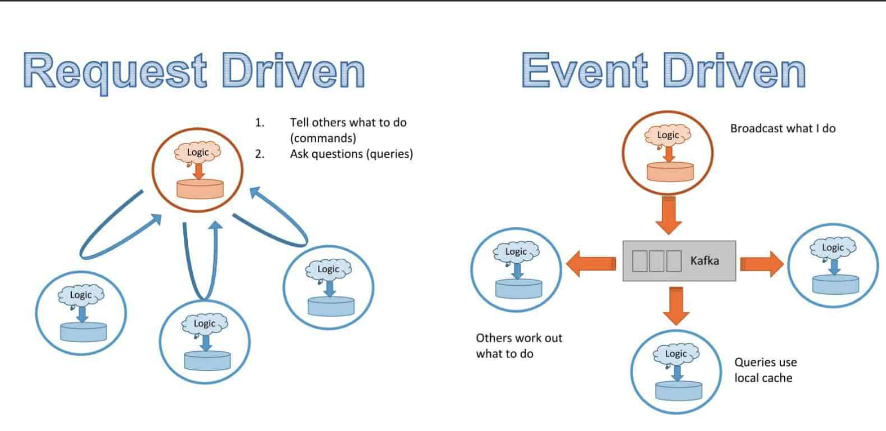 Request Driven
1. Tell others what to do
(commands)
2. Ask questions (queries)
Logic
Logic
Logic
Logic
Event Driven
Logic
Broadcast what I do
Logic
Kafka
Logic
Others work out
what to do
Logic
Queries use
local cache